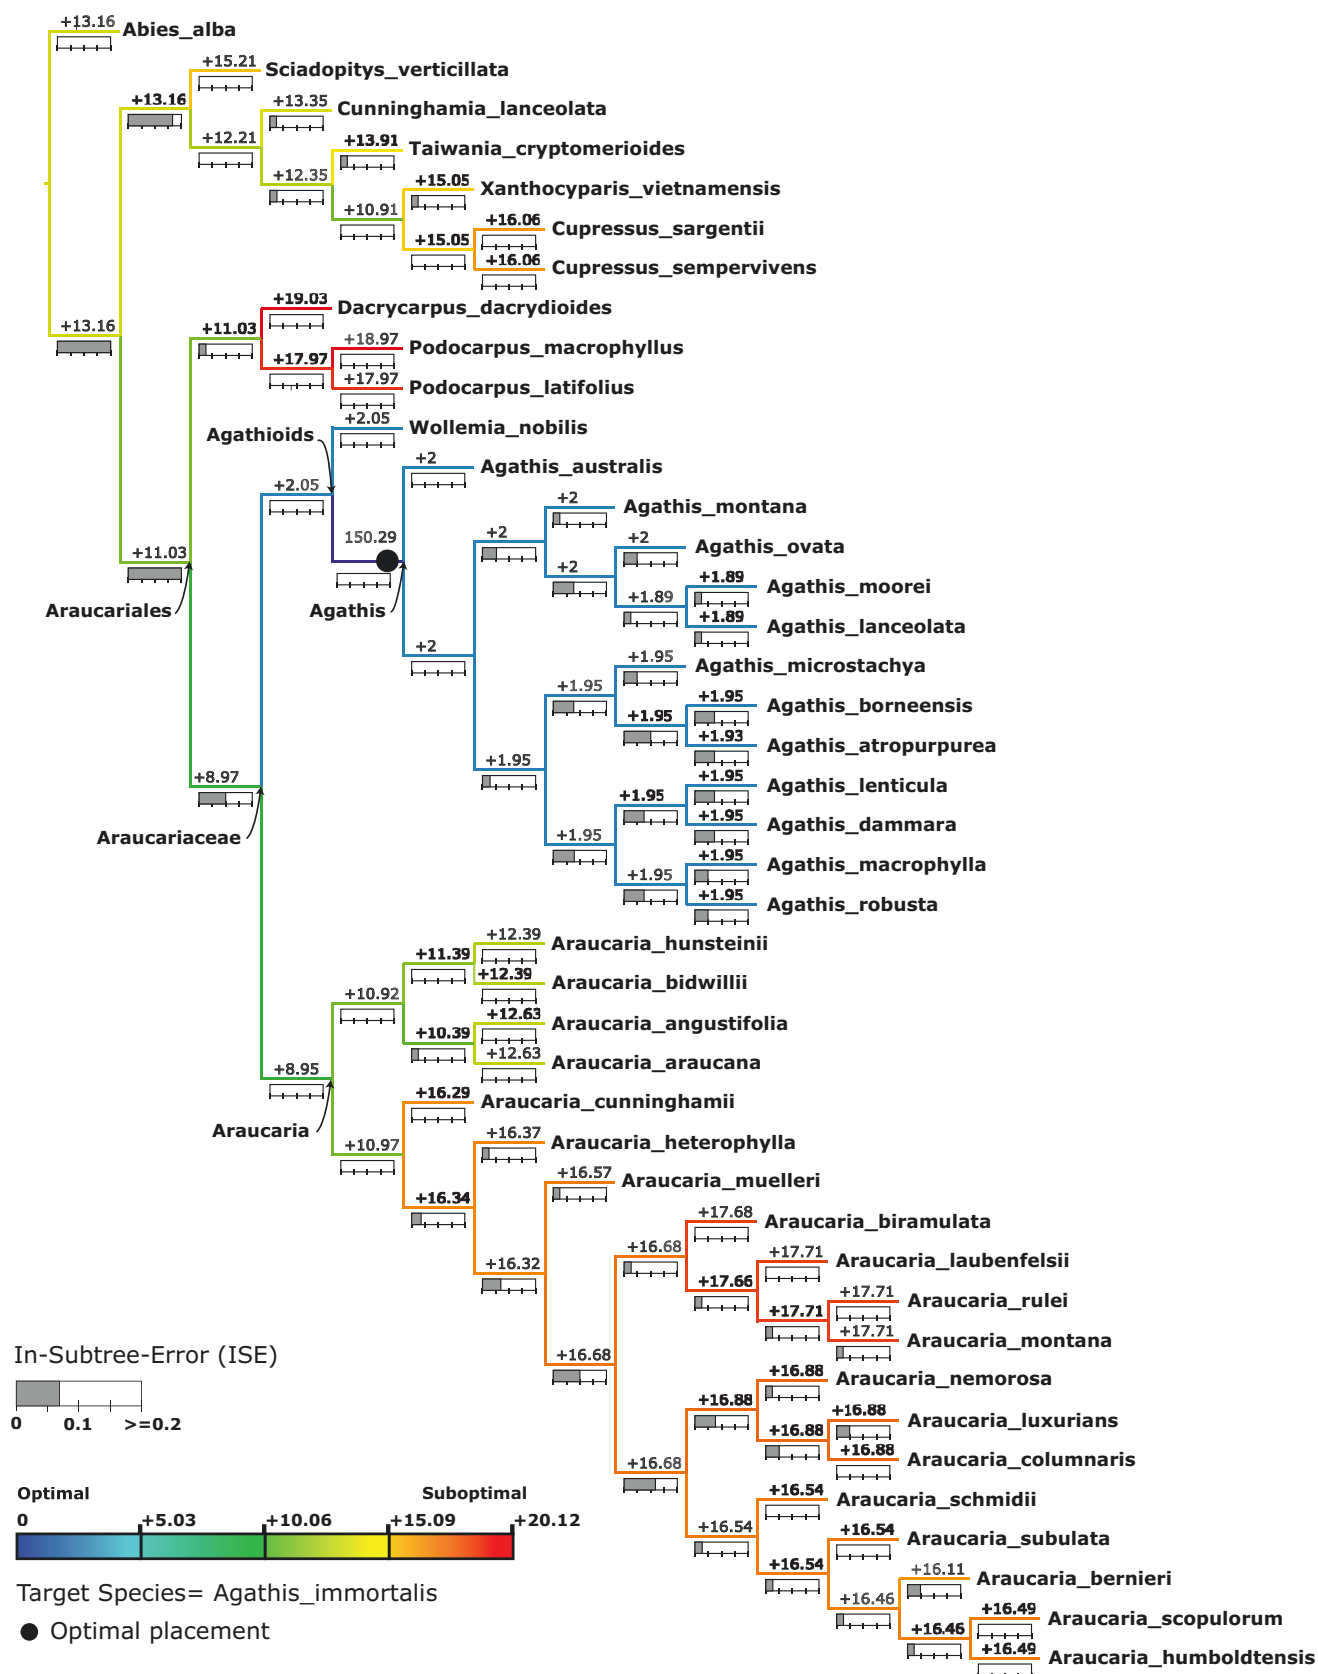 +13.16
Abies_alba
+15.21
Sciadopitys_verticillata
+13.16
+13.35
Cunninghamia_lanceolata
+12.21
+13.91
Taiwania_cryptomerioides
+12.35
+15.05
Xanthocyparis_vietnamensis
+10.91
+16.06
Cupressus_sargentii
+15.05
+16.06
Cupressus_sempervivens
+19.03
Dacrycarpus_dacrydioides
+13.16
+11.03
+18.97
Podocarpus_macrophyllus
+17.97
+17.97
Podocarpus_latifolius
+2.05
Wollemia_nobilis
Agathioids
+2
Agathis_australis
+2.05
+2
Agathis_montana
150.29
+2
+2
Agathis_ovata
+11.03
+2
+1.89
Agathis_moorei
Araucariales
Agathis
+1.89
+1.89
Agathis_lanceolata
+2
+1.95
Agathis_microstachya
+1.95
+1.95
Agathis_borneensis
+1.95
+1.93
Agathis_atropurpurea
+1.95
+8.97
+1.95
Agathis_lenticula
+1.95
+1.95
Agathis_dammara
Araucariaceae
+1.95
+1.95
Agathis_macrophylla
+1.95
+1.95
Agathis_robusta
+12.39
Araucaria_hunsteinii
+11.39
+12.39
Araucaria_bidwillii
+10.92
+12.63
Araucaria_angustifolia
+10.39
+12.63
Araucaria_araucana
+8.95
+16.29
Araucaria_cunninghamii
Araucaria
+16.37
Araucaria_heterophylla
+10.97
+16.57
Araucaria_muelleri
+16.34
+17.68
Araucaria_biramulata
+16.68
+17.71
Araucaria_laubenfelsii
+16.32
+17.66
+17.71
Araucaria_rulei
+17.71
+17.71
Araucaria_montana
In-Subtree-Error (ISE)
+16.68
+16.88
Araucaria_nemorosa
0 0.1 >=0.2
+16.88
+16.88
Araucaria_luxurians
+16.88
+16.88
Araucaria_columnaris
+16.68
+16.54
Araucaria_schmidii
Optimal Suboptimal
0 +5.03 +10.06 +15.09 +20.12
+16.54
+16.54
Araucaria_subulata
+16.54
+16.11
Araucaria_bernieri
Target Species= Agathis_immortalis
+16.46
+16.49
Araucaria_scopulorum
Optimal placement
+16.46
+16.49
Araucaria_humboldtensis